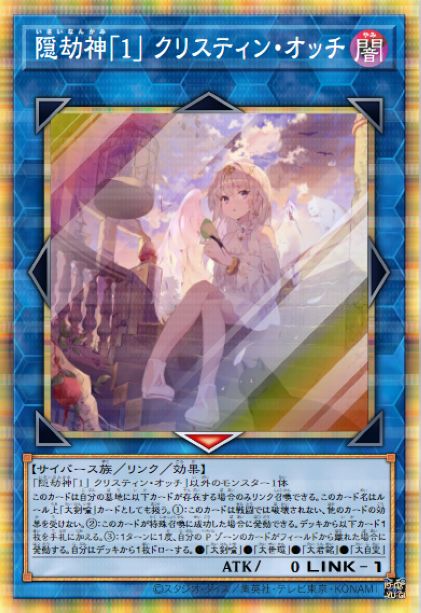 隠劫神「1」クリスティン・オッチ
闇
【サイバース族／リンク／効果】
「隠劫神「1」クリスティン・オッチ」以外のモンスター1体
このカードは自分の墓地に以下カードが存在する場合のみリンク召喚できる。このカード名はル
ール上「大刻」カードとしても扱う。①：このカードは戦闘では破壊されない、他のカードの効
果を受けない。②：このカードが特殊召喚に成功した場合に発動できる。デッキから以下カード1
枚を手札に加える。③：1ターンに1度、自分のPゾーンのカードがフィールドから離れた場合に
発動する。自分はデッキから1枚ドローする。●「大刻」●「大世」●「大君」●「大自」
ATK/ 0 LINK-1
©スタジオ・ダイス／集英社・テレビ東京・KONAMI